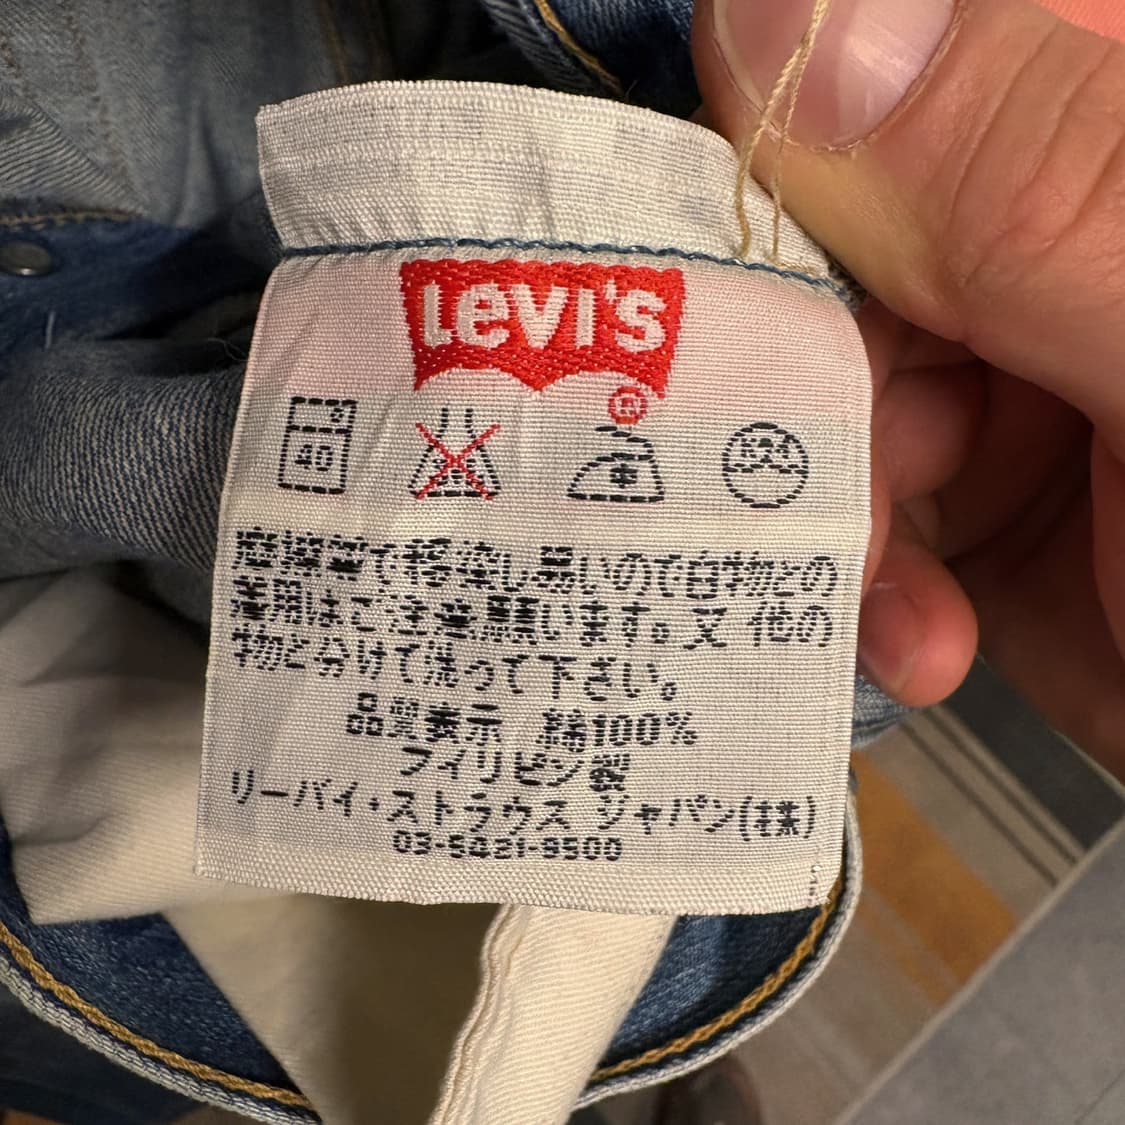 Levi's
®
40
摩擦等で移染し易いので白物との
着用はご注意願います。又 他の
物と分けて洗って下さい。
品質表示 綿100%
フィリピン製
リーバイ・ストラウス ジャパン(株)
03-5421-9500